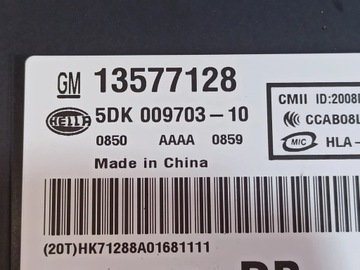 GM 13577128
HELLA 5DK 009703-10
0850 AAAA 0859
Made in China
CMII ID:2008
CCAB08L
MIC HLA-
(20T)HK71288A01681111